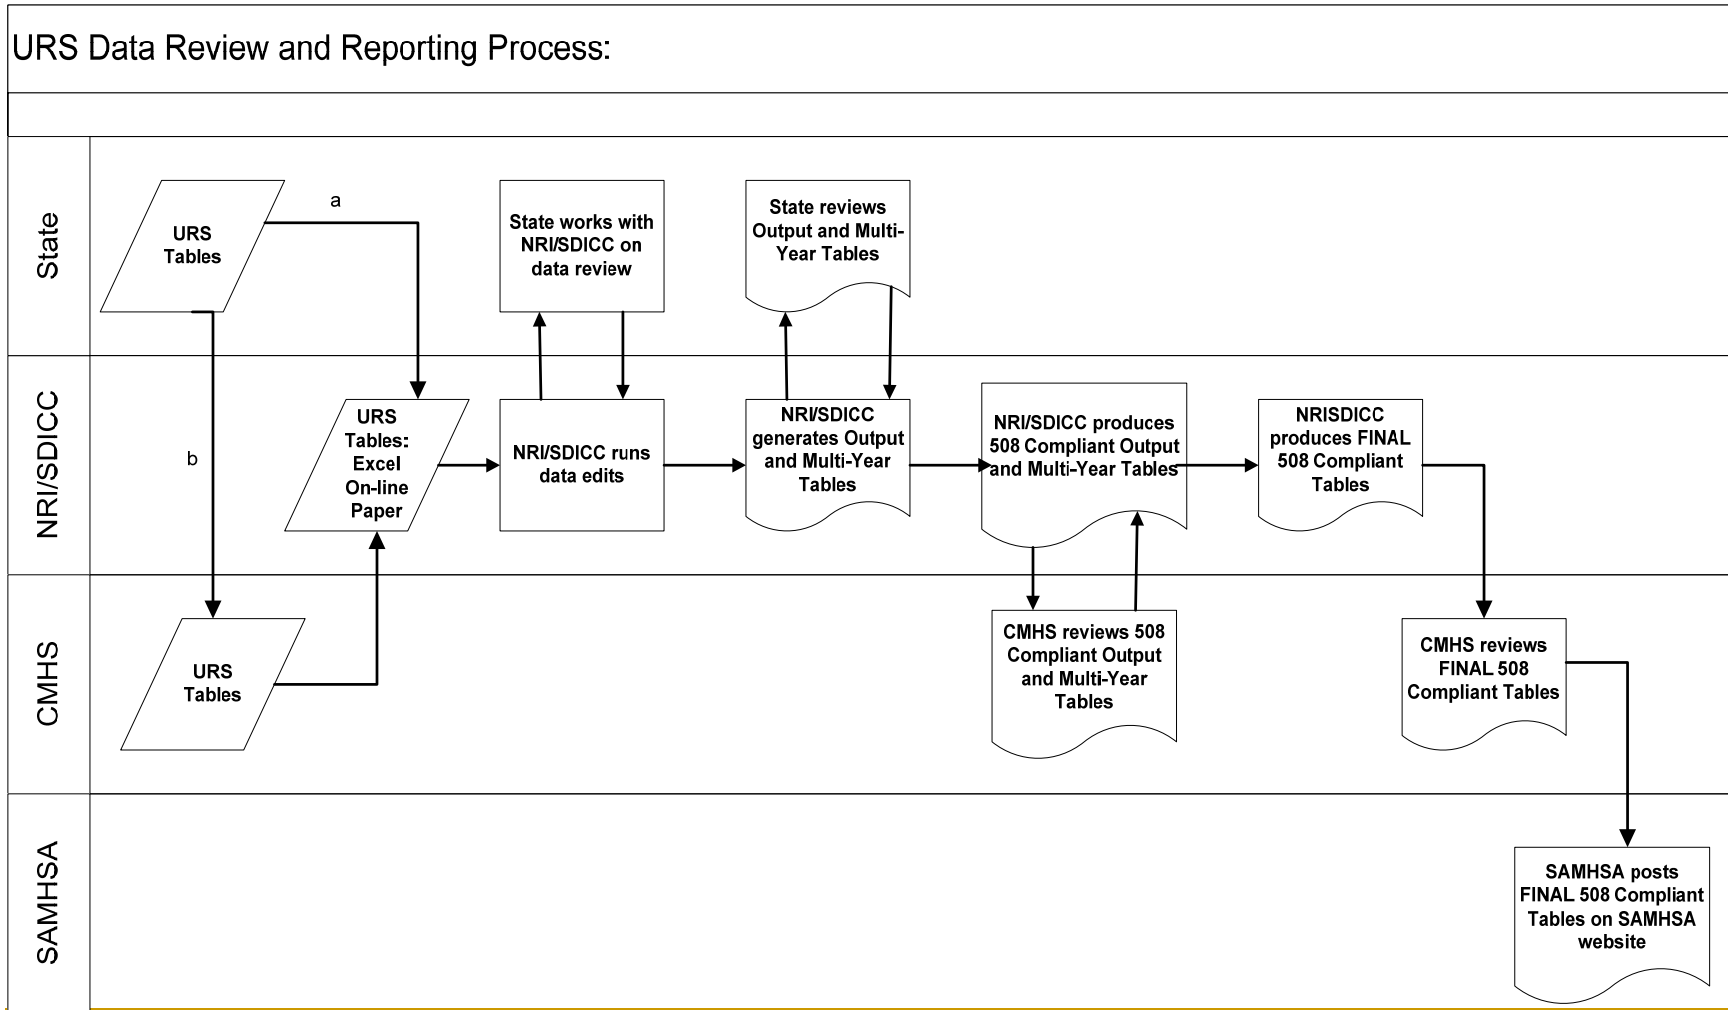 URS Data Review and Reporting Process:
State
URS
Tables
a
State works with
NRI/SDICC on
data review
State reviews
Output and Multi-
Year Tables
NRI/SDICC
b
URS
Tables:
Excel
On-line
Paper
NRI/SDICC runs
data edits
NRI/SDICC
generates Output
and Multi-Year
Tables
NRI/SDICC produces
508 Compliant Output
and Multi-Year Tables
NRISDICC
produces FINAL
508 Compliant
Tables
CMHS
URS
Tables
CMHS reviews 508
Compliant Output
and Multi-Year
Tables
CMHS reviews
FINAL 508
Compliant Tables
SAMHSA
SAMHSA posts
FINAL 508 Compliant
Tables on SAMHSA
website